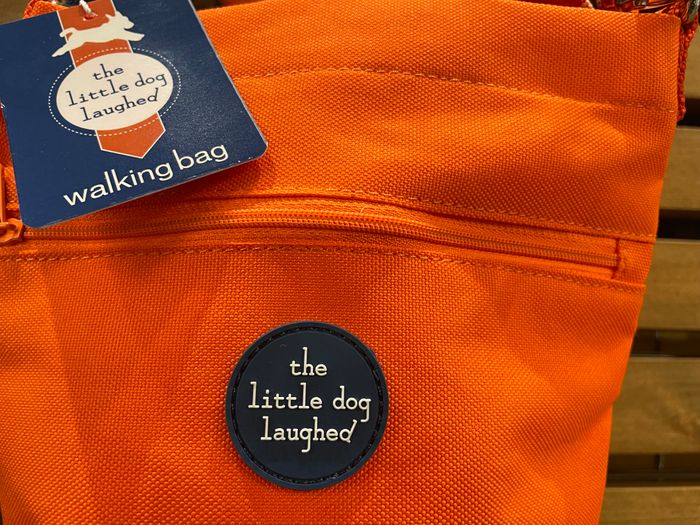 the
little dog
laughed
walking bag
the
little dog
laughed